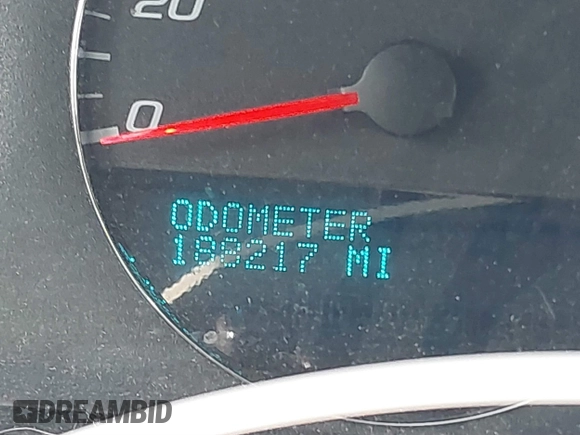 20
0
ODOMETER
188217 MI
DREAMBID